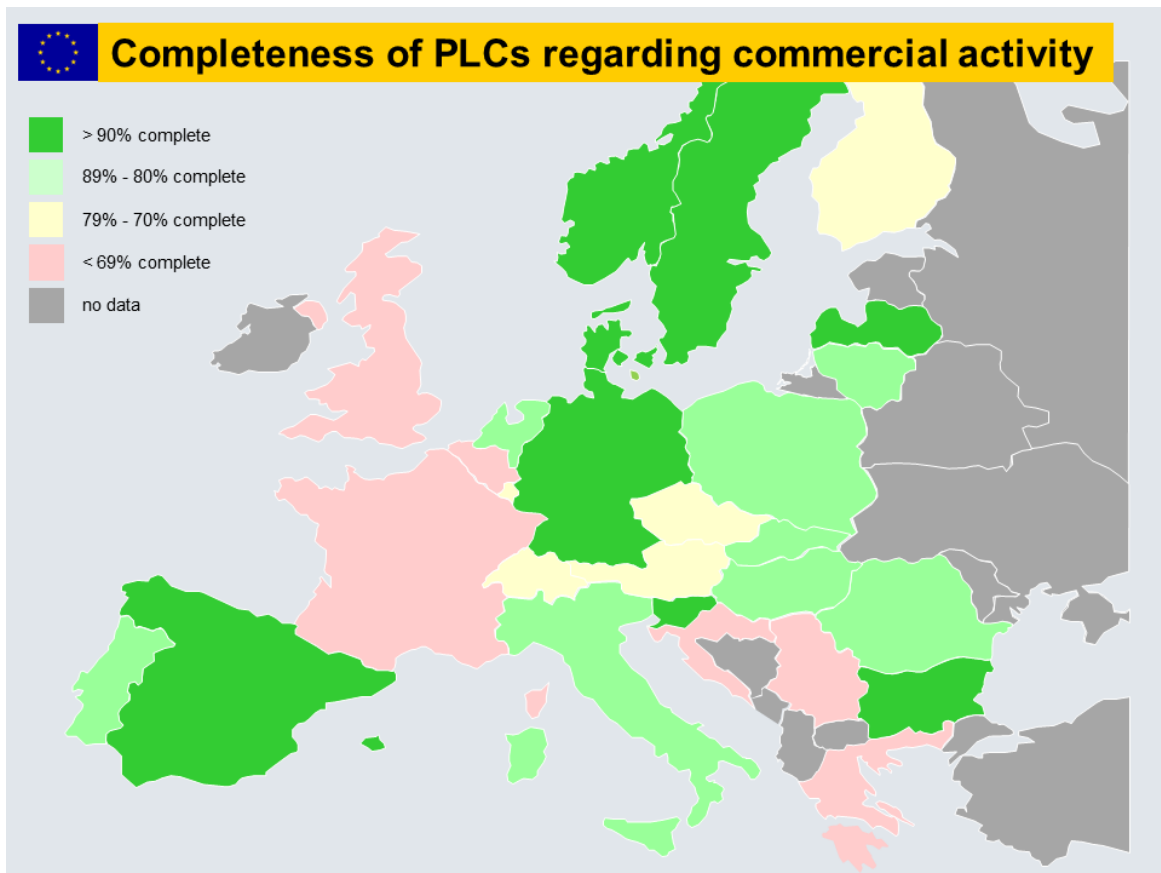 Completeness of PLCs regarding commercial activity
> 90% complete
89% - 80% complete
79% - 70% complete
< 69% complete
no data